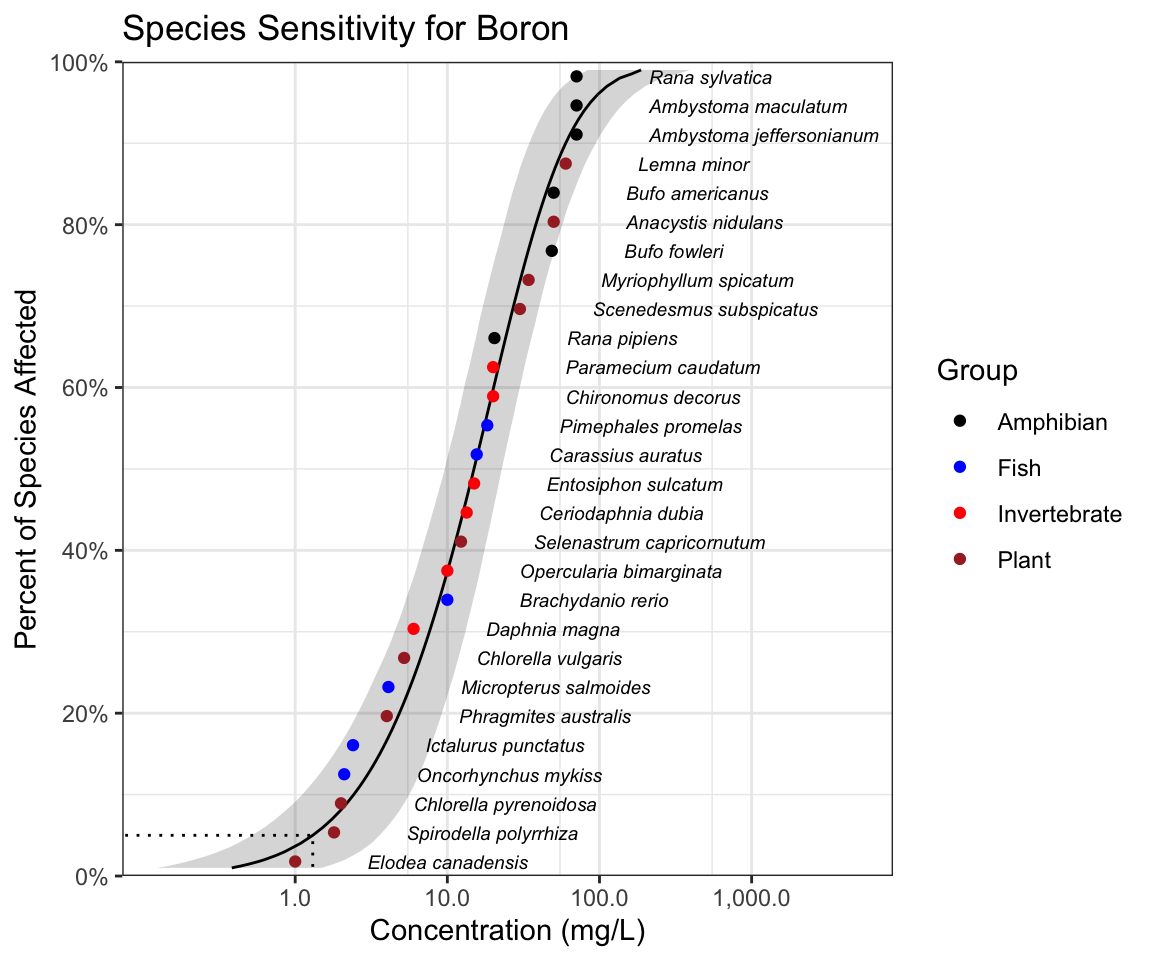 Species Sensitivity for Boron
100%
80%
60%
40%
20%
0%
Percent of Species Affected
Rana sylvatica
Ambystoma maculatum
Ambystoma jeffersonianum
Lemna minor
Bufo americanus
Anacystis nidulans
Bufo fowleri
Myriophyllum spicatum
Scenedesmus subspicatus
Rana pipiens
Paramecium caudatum
Chironomus decorus
Pimephales promelas
Carassius auratus
Entosiphon sulcatum
Ceriodaphnia dubia
Selenastrum capricornutum
Opercularia bimarginata
Brachydanio rerio
Daphnia magna
Chlorella vulgaris
Micropterus salmoides
Phragmites australis
Ictalurus punctatus
Oncorhynchus mykiss
Chlorella pyrenoidosa
Spirodella polyrrhiza
Elodea canadensis
1.0 10.0 100.0 1,000.0
Concentration (mg/L)
Group
Amphibian
Fish
Invertebrate
Plant